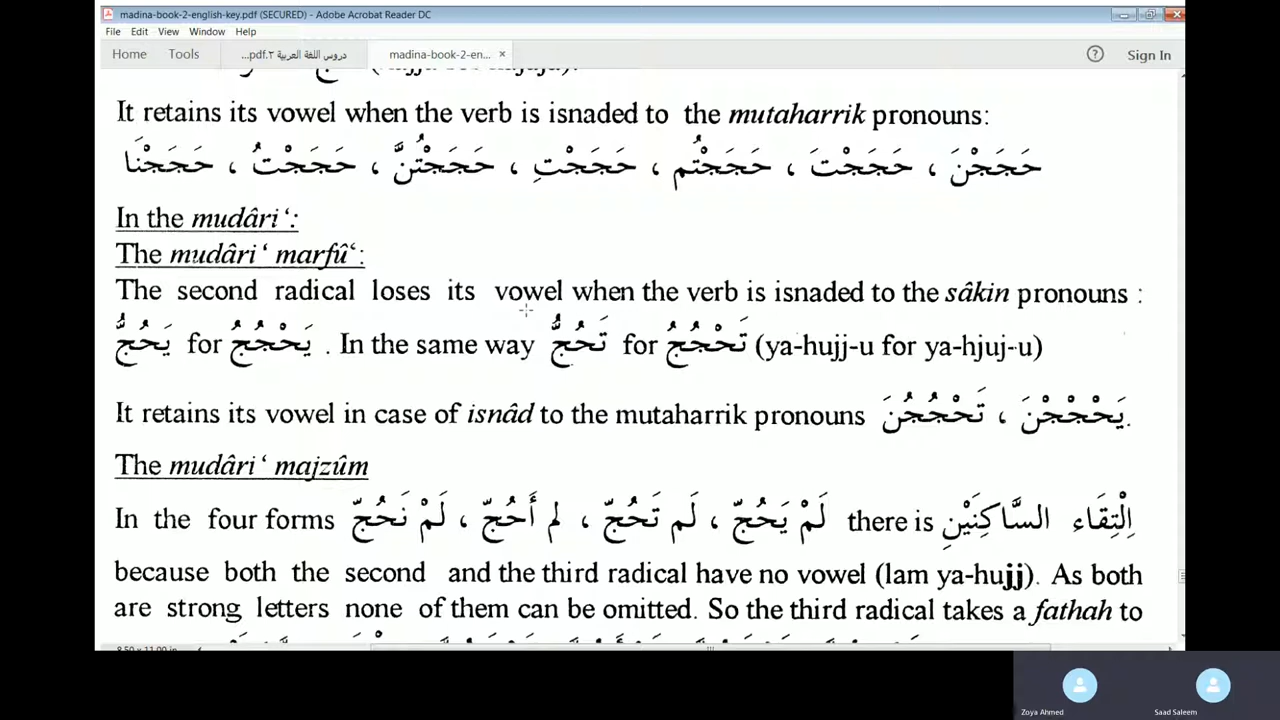 madina-book-2-english-key.pdf (SECURED) - Adobe Acrobat Reader DC
File Edit View Window Help
Home Tools دروس اللغة العربية ٣.pdf... madina-book-2-en... × Sign In
It retains its vowel when the verb is isnaded to the mutaharrik pronouns:
حَجَجْنَ ، حَجَجْتَ ، حَجَجْتُم ، حَجَجْتِ ، حَجَجْتُنَّ ، حَجَجْتُ ، حَجَجْنَا
In the mudâri‘:
The mudâri‘ marfû‘:
The second radical loses its vowel when the verb is isnaded to the sâkin pronouns :
يَحُجُّ for يَحْجُجُ . In the same way تَحُجُّ for تَحْجُجُ (ya-hujj-u for ya-hjuj-u)
It retains its vowel in case of isnâd to the mutaharrik pronouns يَحْجُجْنَ ، تَحْجُجُنَ.
The mudâri‘ majzûm
In the four forms لَمْ يَحُجّ ، لَم تَحُجّ ، لم أَحُجّ ، لَمْ نَحُجّ there is اِلْتِقَاء السَّاكِنَيْنِ
because both the second and the third radical have no vowel (lam ya-hujj). As both
are strong letters none of them can be omitted. So the third radical takes a fathah to
8.50 x 11.00 in
Zoya Ahmed Saad Saleem